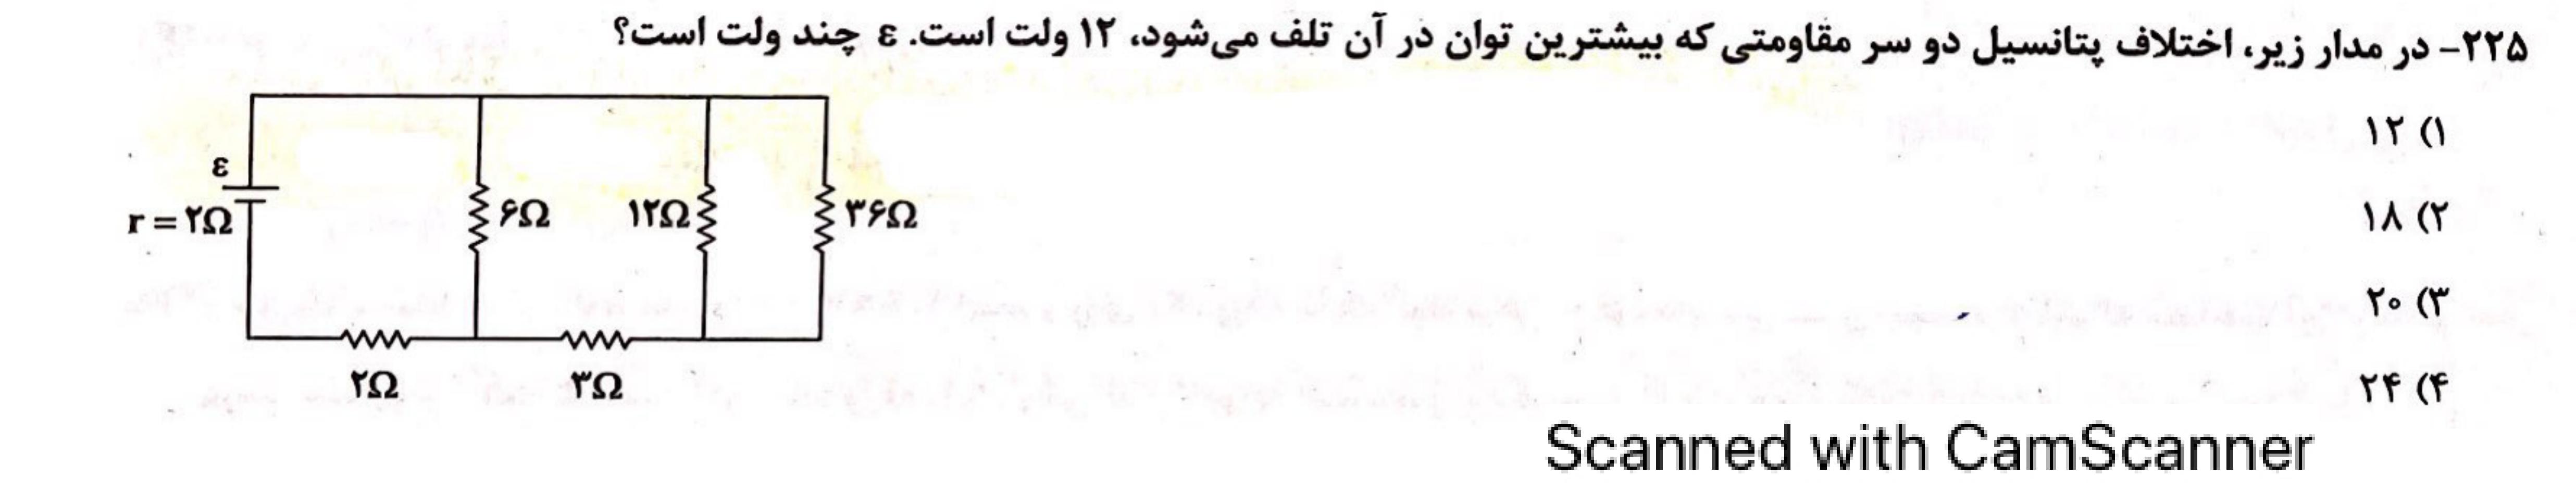 ۲۲۵- در مدار زیر، اختلاف پتانسیل دو سر مقاومتی که بیشترین توان در آن تلف می‌شود، ۱۲ ولت است. ε چند ولت است؟
۱) ۱۲
۲) ۱۸
۳) ۲۰
۴) ۲۴
ε
r = ۲Ω
۶Ω
۱۲Ω
۳۶Ω
۲Ω
۳Ω
Scanned with CamScanner